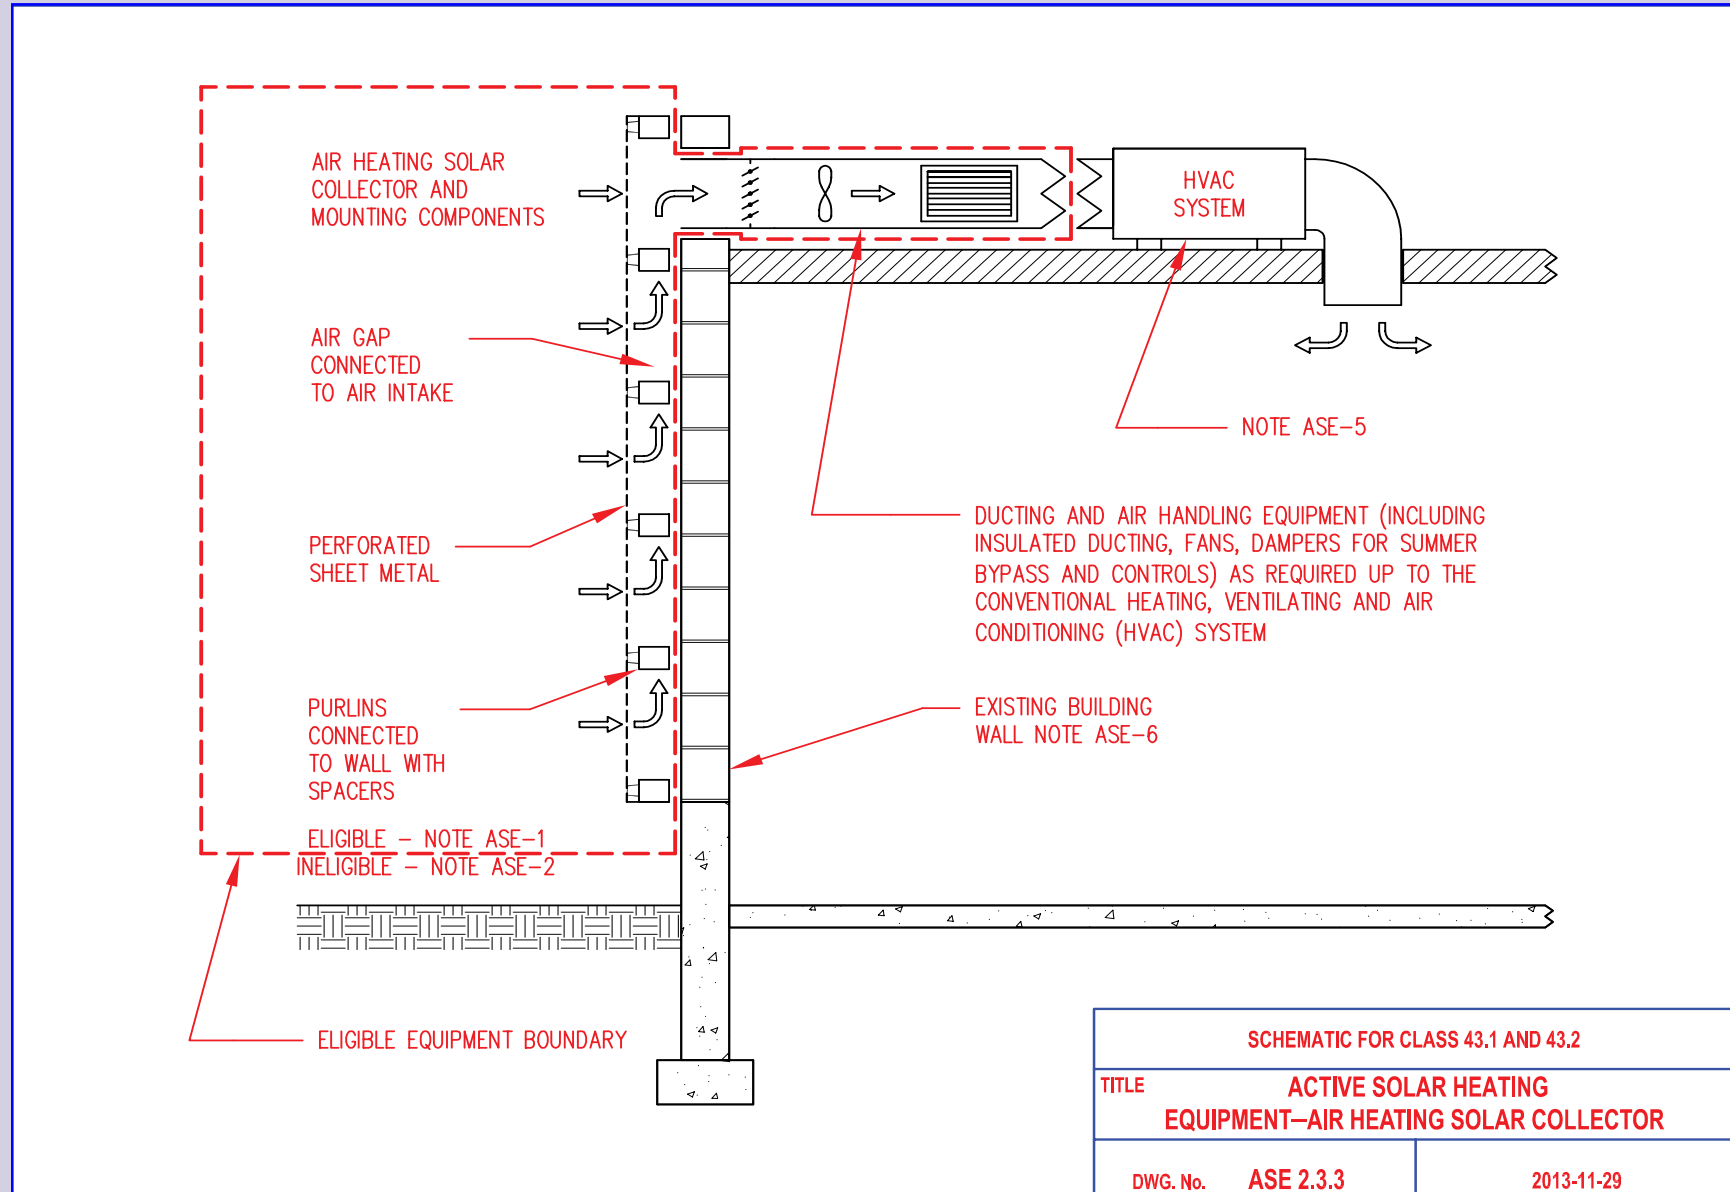 AIR HEATING SOLAR
COLLECTOR AND
MOUNTING COMPONENTS
HVAC
SYSTEM
AIR GAP
CONNECTED
TO AIR INTAKE
NOTE ASE-5
PERFORATED
SHEET METAL
DUCTING AND AIR HANDLING EQUIPMENT (INCLUDING
INSULATED DUCTING, FANS, DAMPERS FOR SUMMER
BYPASS AND CONTROLS) AS REQUIRED UP TO THE
CONVENTIONAL HEATING, VENTILATING AND AIR
CONDITIONING (HVAC) SYSTEM
PURLINS
CONNECTED
TO WALL WITH
SPACERS
EXISTING BUILDING
WALL NOTE ASE-6
ELIGIBLE - NOTE ASE-1
INELIGIBLE - NOTE ASE-2
ELIGIBLE EQUIPMENT BOUNDARY
SCHEMATIC FOR CLASS 43.1 AND 43.2
TITLE
ACTIVE SOLAR HEATING
EQUIPMENT—AIR HEATING SOLAR COLLECTOR
DWG. No. ASE 2.3.3
2013-11-29